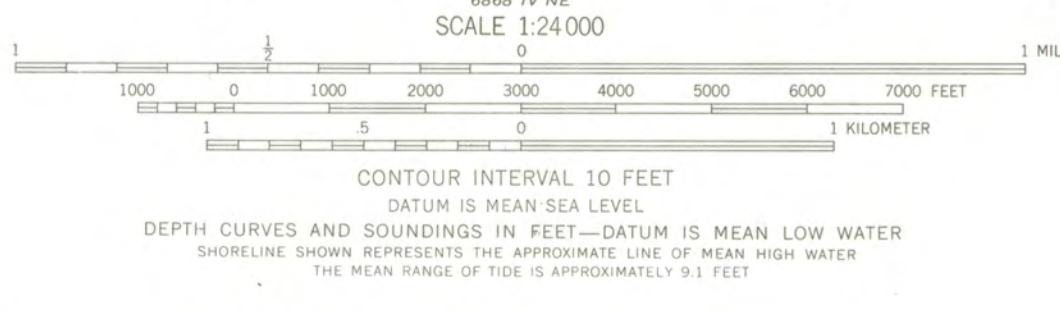 6868 IV NE
SCALE 1:24 000
1 1/2 0 1 MIL
1000 0 1000 2000 3000 4000 5000 6000 7000 FEET
1 .5 0 1 KILOMETER
CONTOUR INTERVAL 10 FEET
DATUM IS MEAN SEA LEVEL
DEPTH CURVES AND SOUNDINGS IN FEET—DATUM IS MEAN LOW WATER
SHORELINE SHOWN REPRESENTS THE APPROXIMATE LINE OF MEAN HIGH WATER
THE MEAN RANGE OF TIDE IS APPROXIMATELY 9.1 FEET